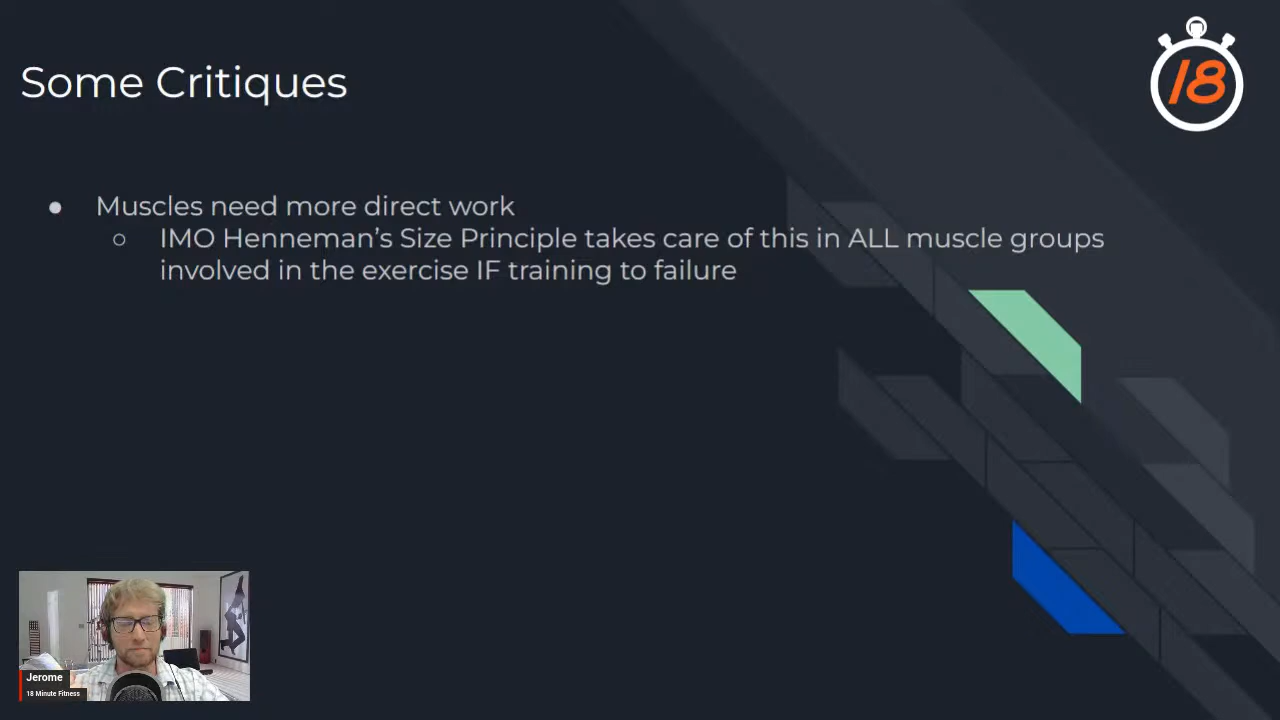 18
Some Critiques
● Muscles need more direct work
○ IMO Henneman’s Size Principle takes care of this in ALL muscle groups
involved in the exercise IF training to failure
Jerome
18 Minute Fitness